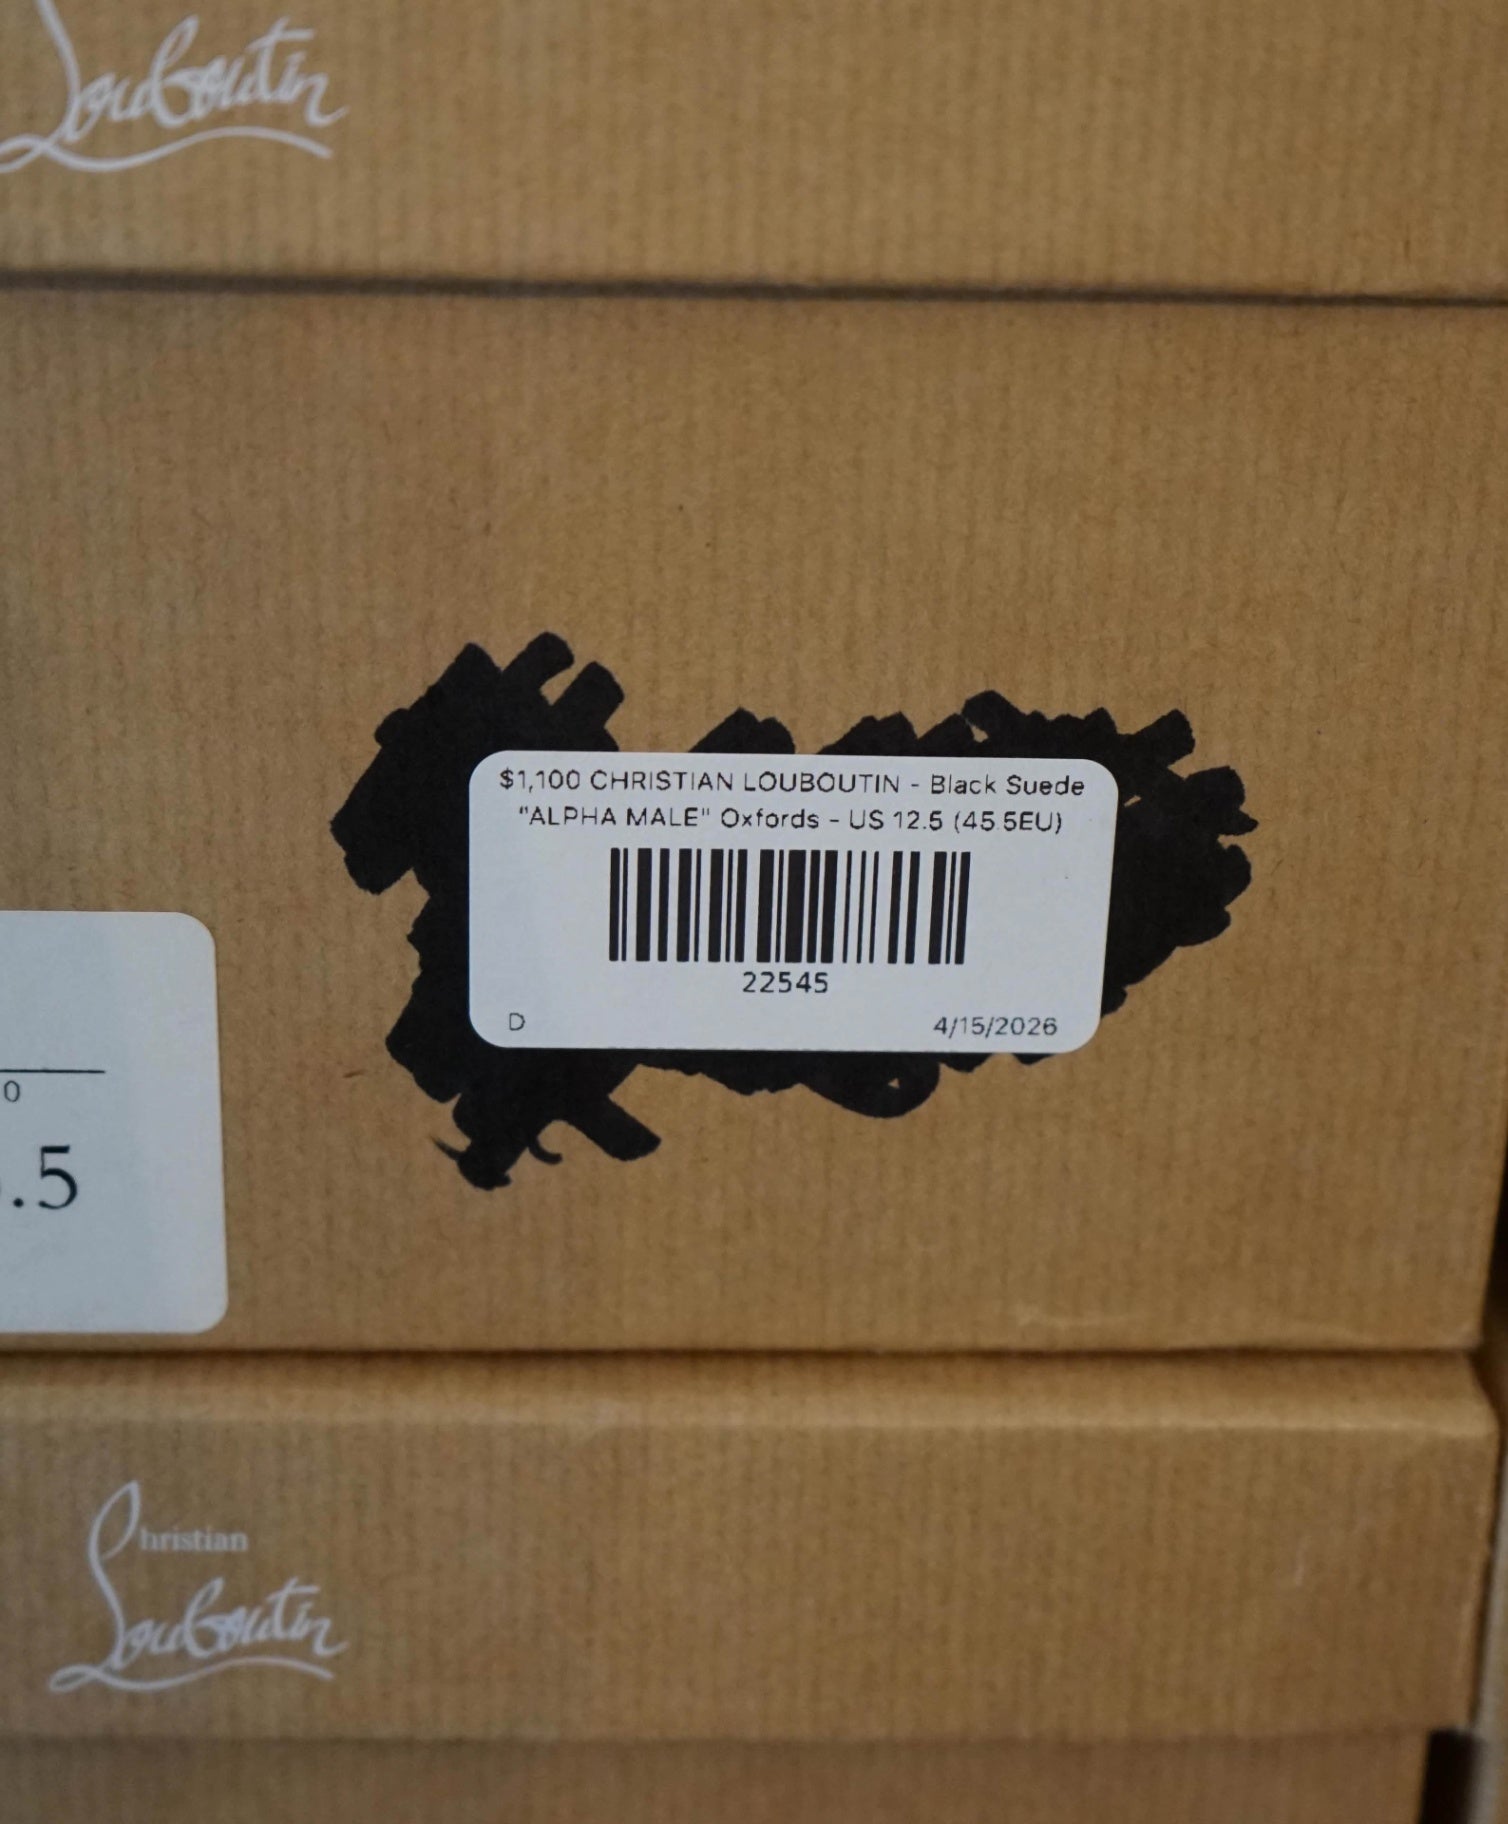 Louboutin
$1,100 CHRISTIAN LOUBOUTIN - Black Suede
"ALPHA MALE" Oxfords - US 12.5 (45.5EU)
22545
D
4/15/2026
0
.5
Christian
Louboutin